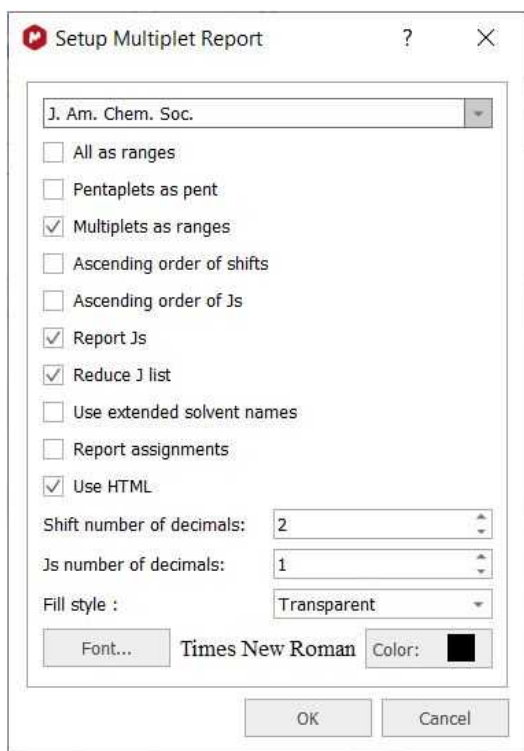 Setup Multiplet Report ?
J. Am. Chem. Soc.
All as ranges
Pentaplets as pent
Multiplets as ranges
Ascending order of shifts
Ascending order of Js
Report Js
Reduce J list
Use extended solvent names
Report assignments
Use HTML
Shift number of decimals: 2
Js number of decimals: 1
Fill style : Transparent
Font... Times New Roman Color:
OK Cancel